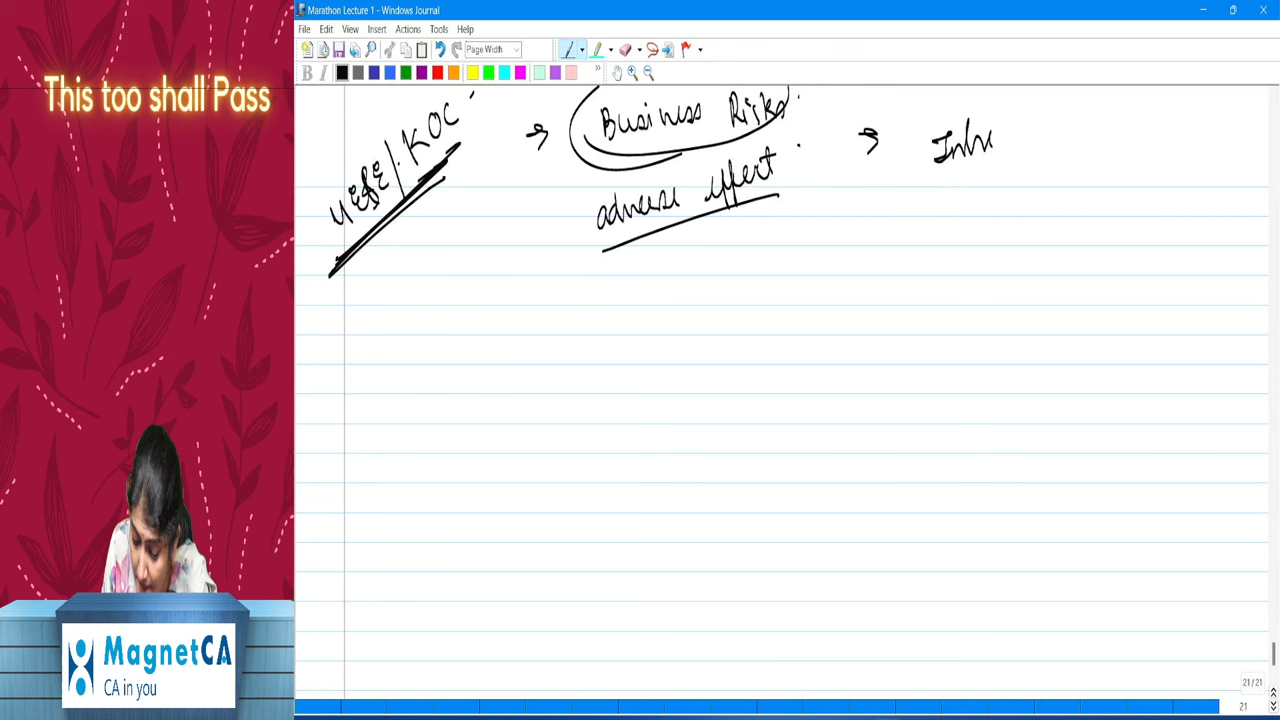 This too shall Pass
Marathon Lecture 1 - Windows Journal
File Edit View Insert Actions Tools Help
Page Width
B I
KOC
→ Business Risks. →
adverse effect
MagnetCA
CA in you
21 / 21
21